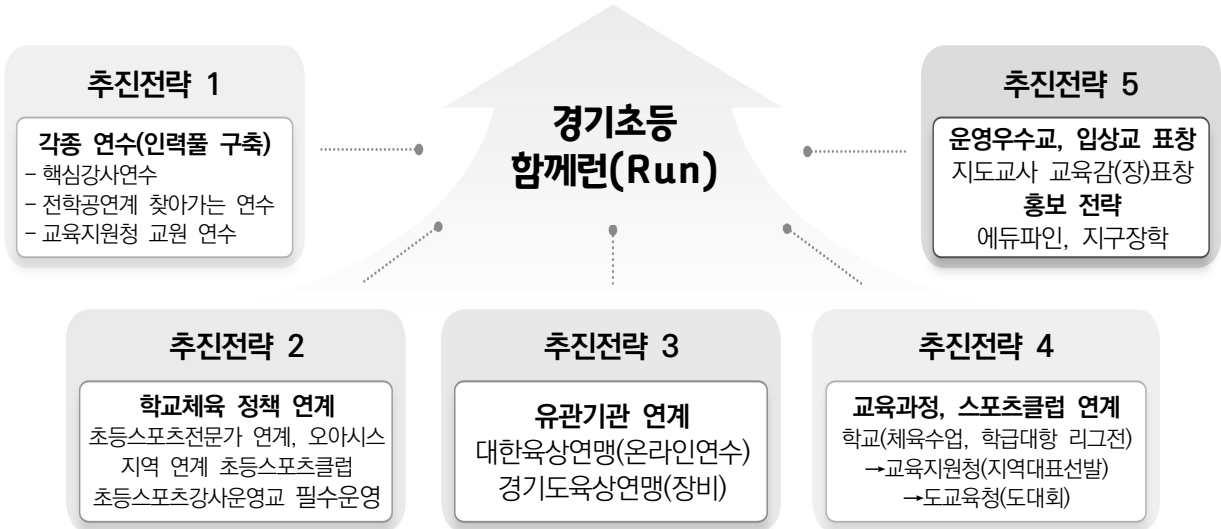 경기초등
함께런(Run)
추진전략 1
각종 연수(인력풀 구축)
- 핵심강사연수
- 전학공연계 찾아가는 연수
- 교육지원청 교원 연수
추진전략 2
학교체육 정책 연계
초등스포츠전문가 연계, 오아시스
지역 연계 초등스포츠클럽
초등스포츠강사운영교 필수운영
추진전략 3
유관기관 연계
대한육상연맹(온라인연수)
경기도육상연맹(장비)
추진전략 4
교육과정, 스포츠클럽 연계
학교(체육수업, 학급대항 리그전)
→교육지원청(지역대표선발)
→도교육청(도대회)
추진전략 5
운영우수교, 입상교 표창
지도교사 교육감(장)표창
홍보 전략
에듀파인, 지구장학